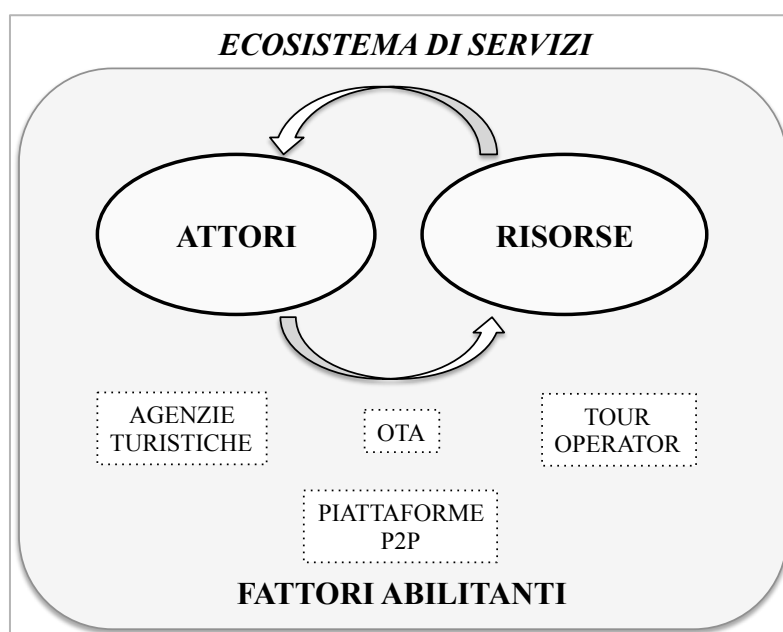 ECOSISTEMA DI SERVIZI
ATTORI
RISORSE
AGENZIE
TURISTICHE
OTA
TOUR
OPERATOR
PIATTAFORME
P2P
FATTORI ABILITANTI